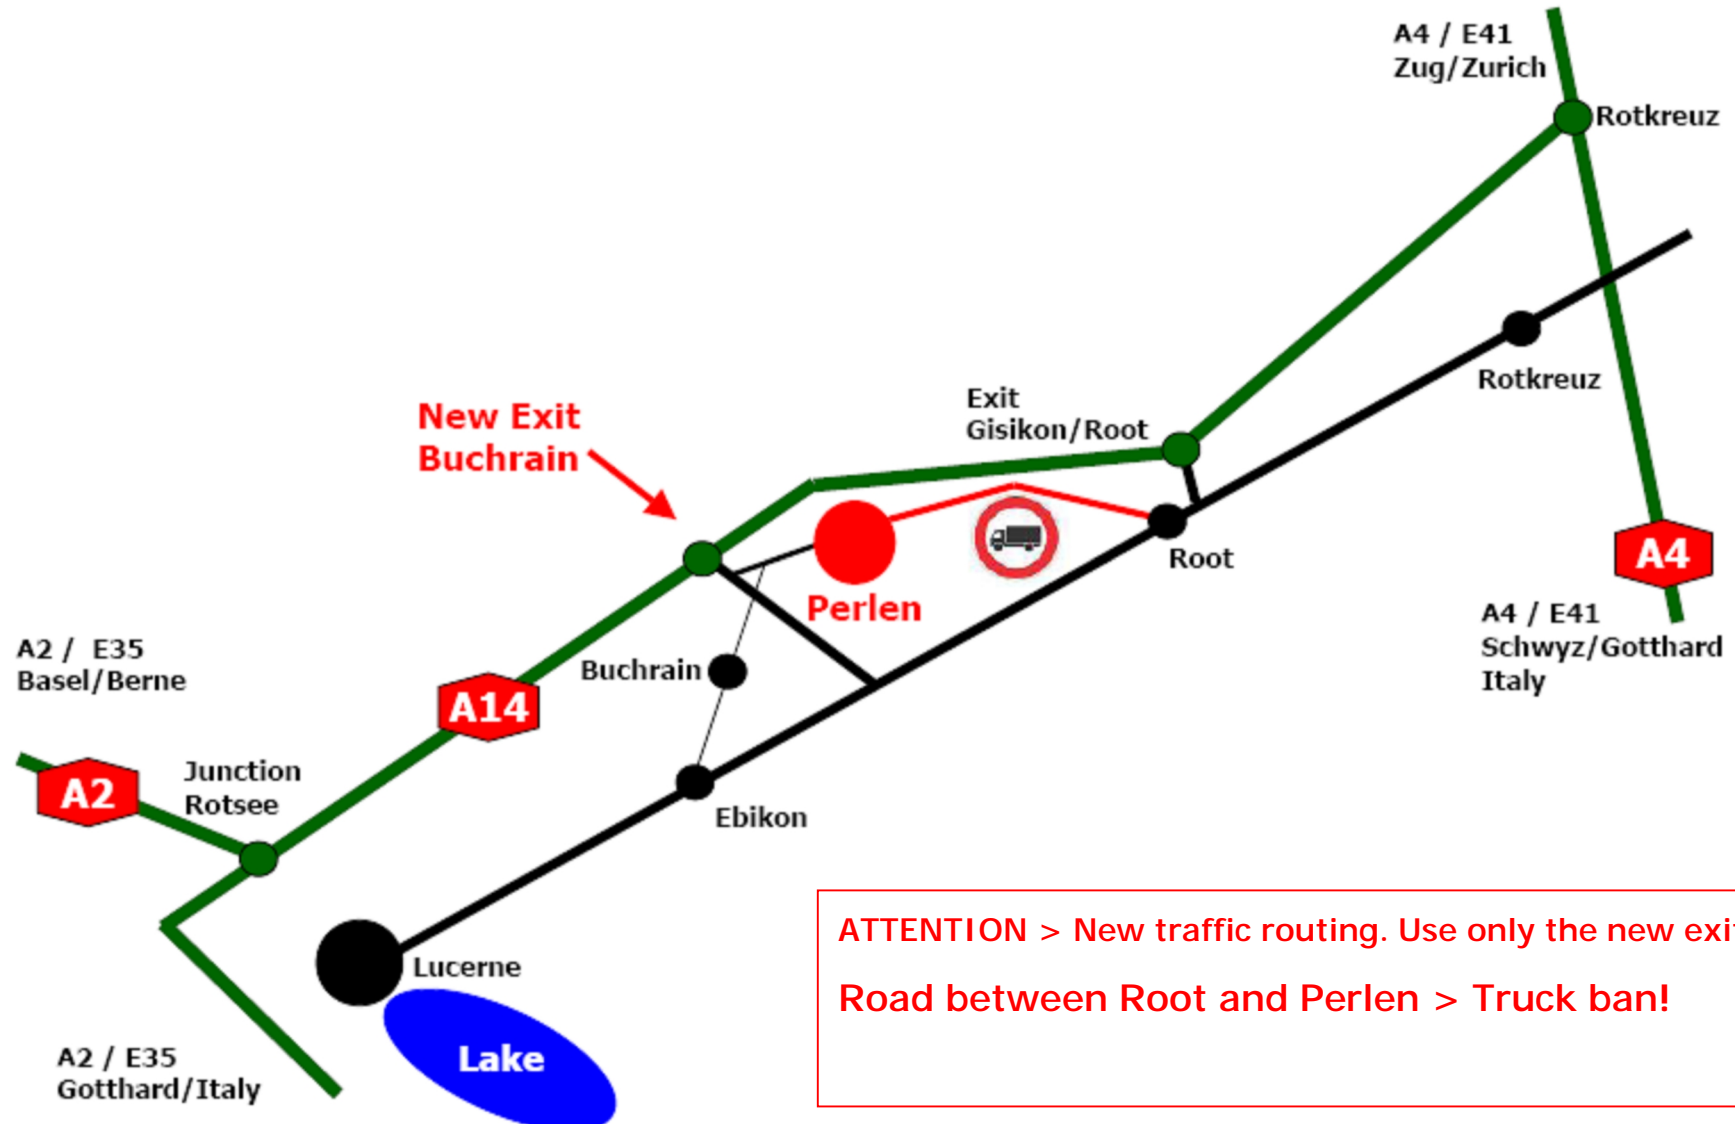 A4 / E41
Zug/Zurich
Rotkreuz
Rotkreuz
Exit
Gisikon/Root
New Exit
Buchrain
Root
A4
Perlen
A4 / E41
Schwyz/Gotthard
Italy
A2 / E35
Basel/Berne
Buchrain
A14
Junction
Rotsee
A2
Ebikon
ATTENTION > New traffic routing. Use only the new
Road between Root and Perlen > Truck ban!
Lucerne
Lake
A2 / E35
Gotthard/Italy